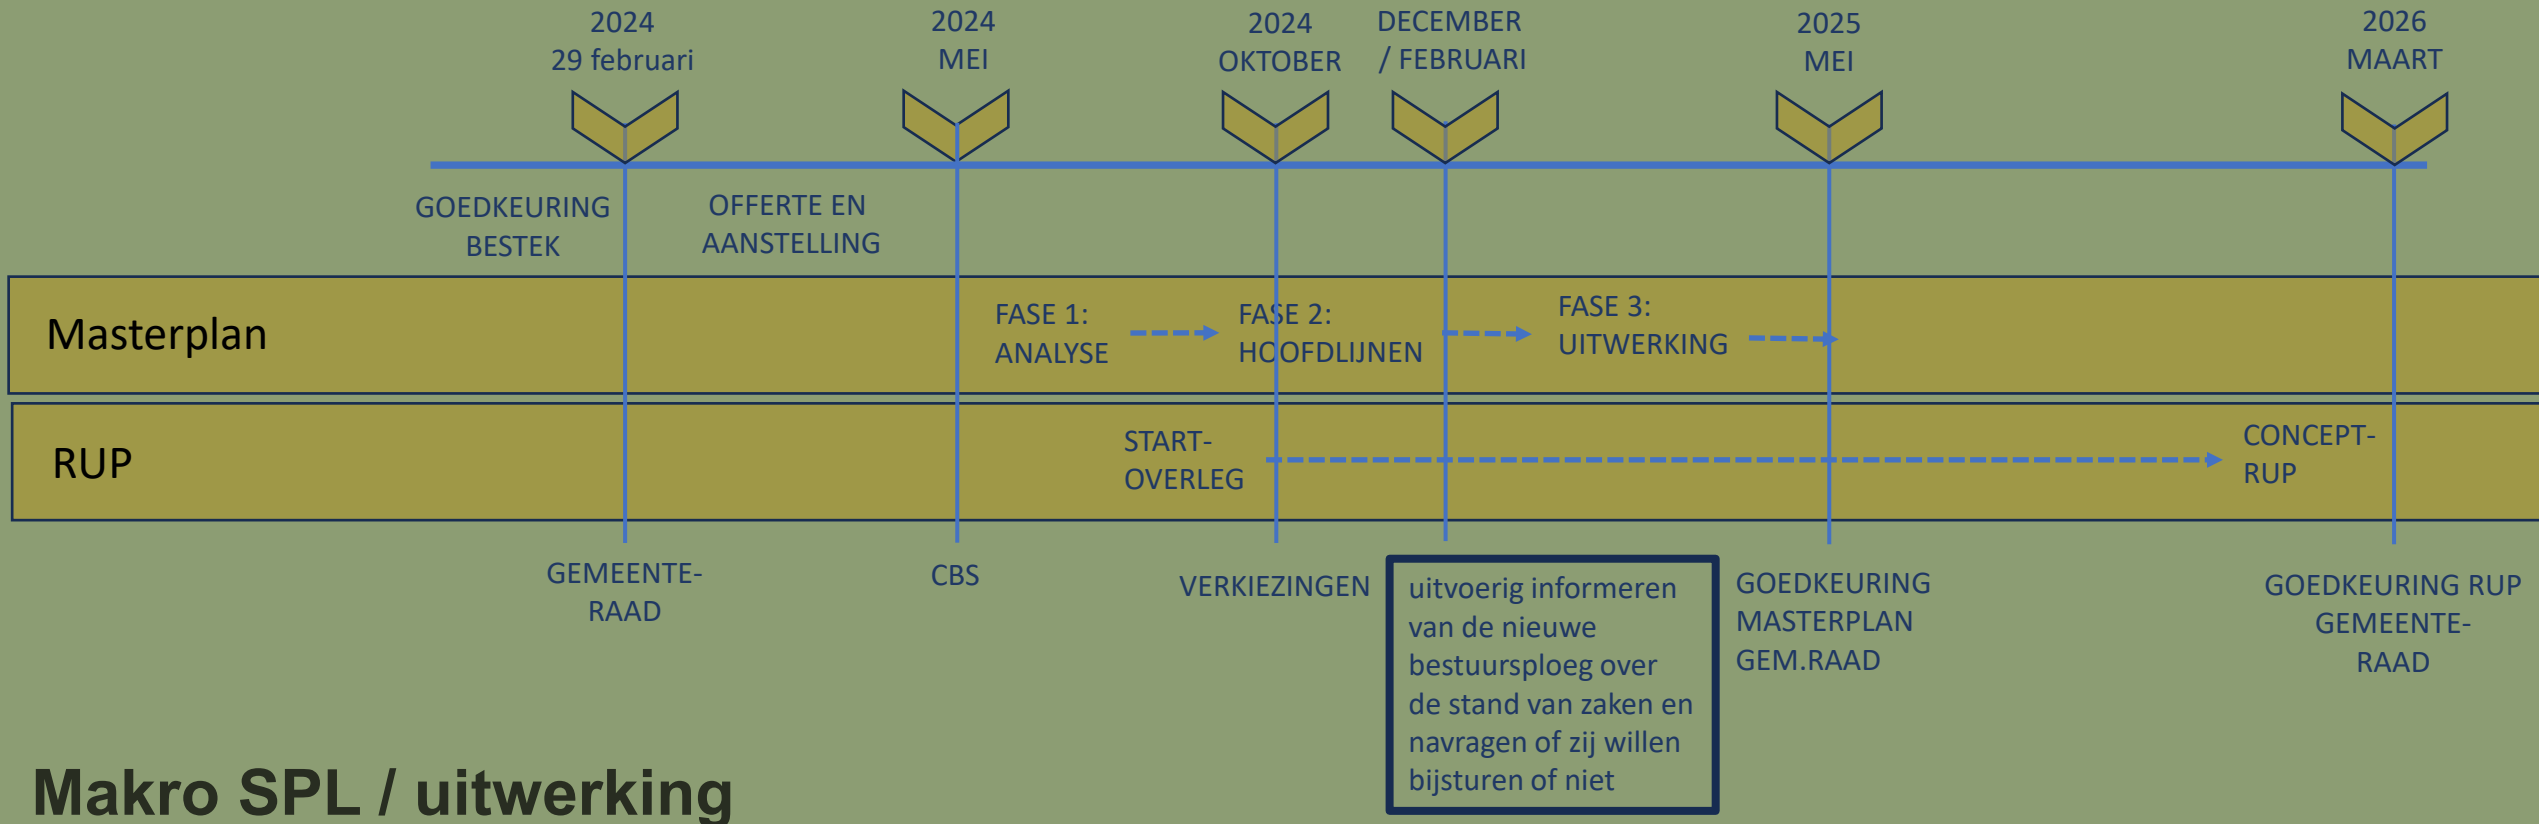 2024
29 februari
2024
MEI
2024
OKTOBER
DECEMBER
/ FEBRUARI
2025
MEI
2026
MAART
GOEDKEURING
BESTEK
OFFERTE EN
AANSTELLING
Masterplan
FASE 1:
ANALYSE
FASE 2:
HOOFDLIJNEN
FASE 3:
UITWERKING
RUP
START-
OVERLEG
CONCEPT-
RUP
GEMEENTE-
RAAD
CBS
VERKIEZINGEN
uitvoerig informeren
van de nieuwe
bestuursploeg over
de stand van zaken en
navragen of zij willen
bijsturen of niet
GOEDKEURING
MASTERPLAN
GEM.RAAD
GOEDKEURING RUP
GEMEENTE-
RAAD
Makro SPL / uitwerking